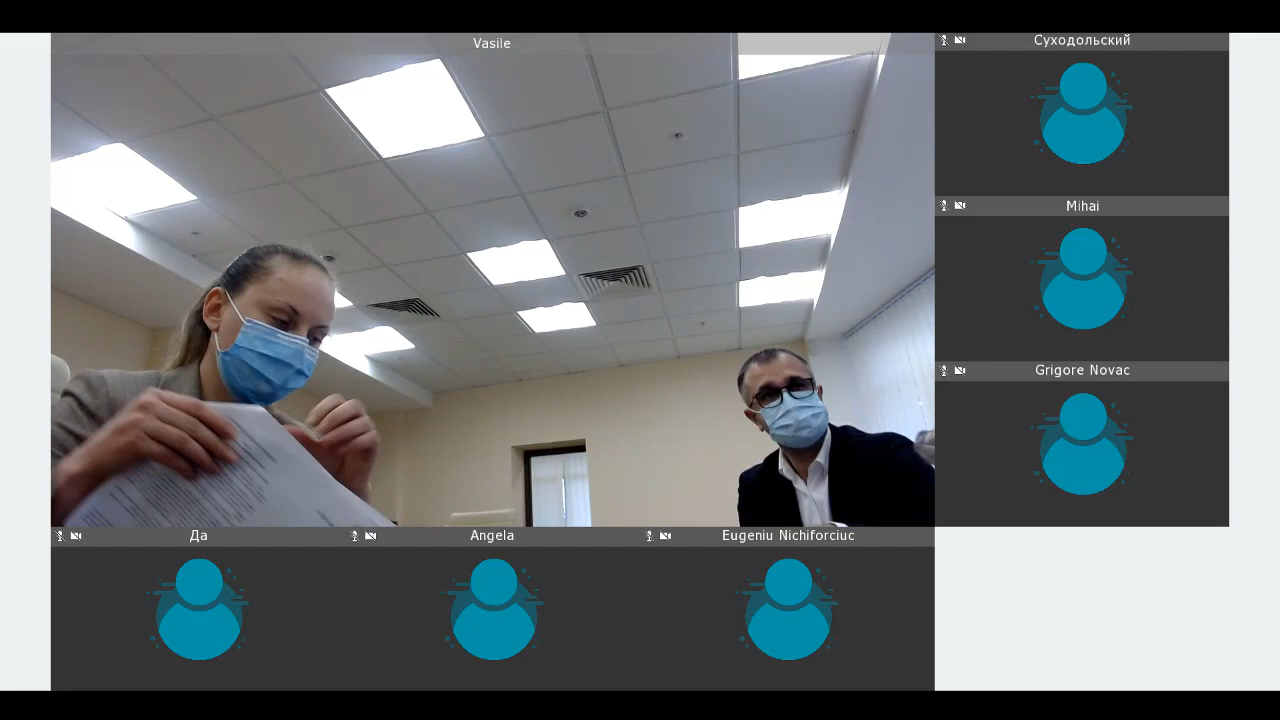 Vasile
Суходольский
Mihai
Grigore Novac
Да
Angela
Eugeniu Nichiforciuc